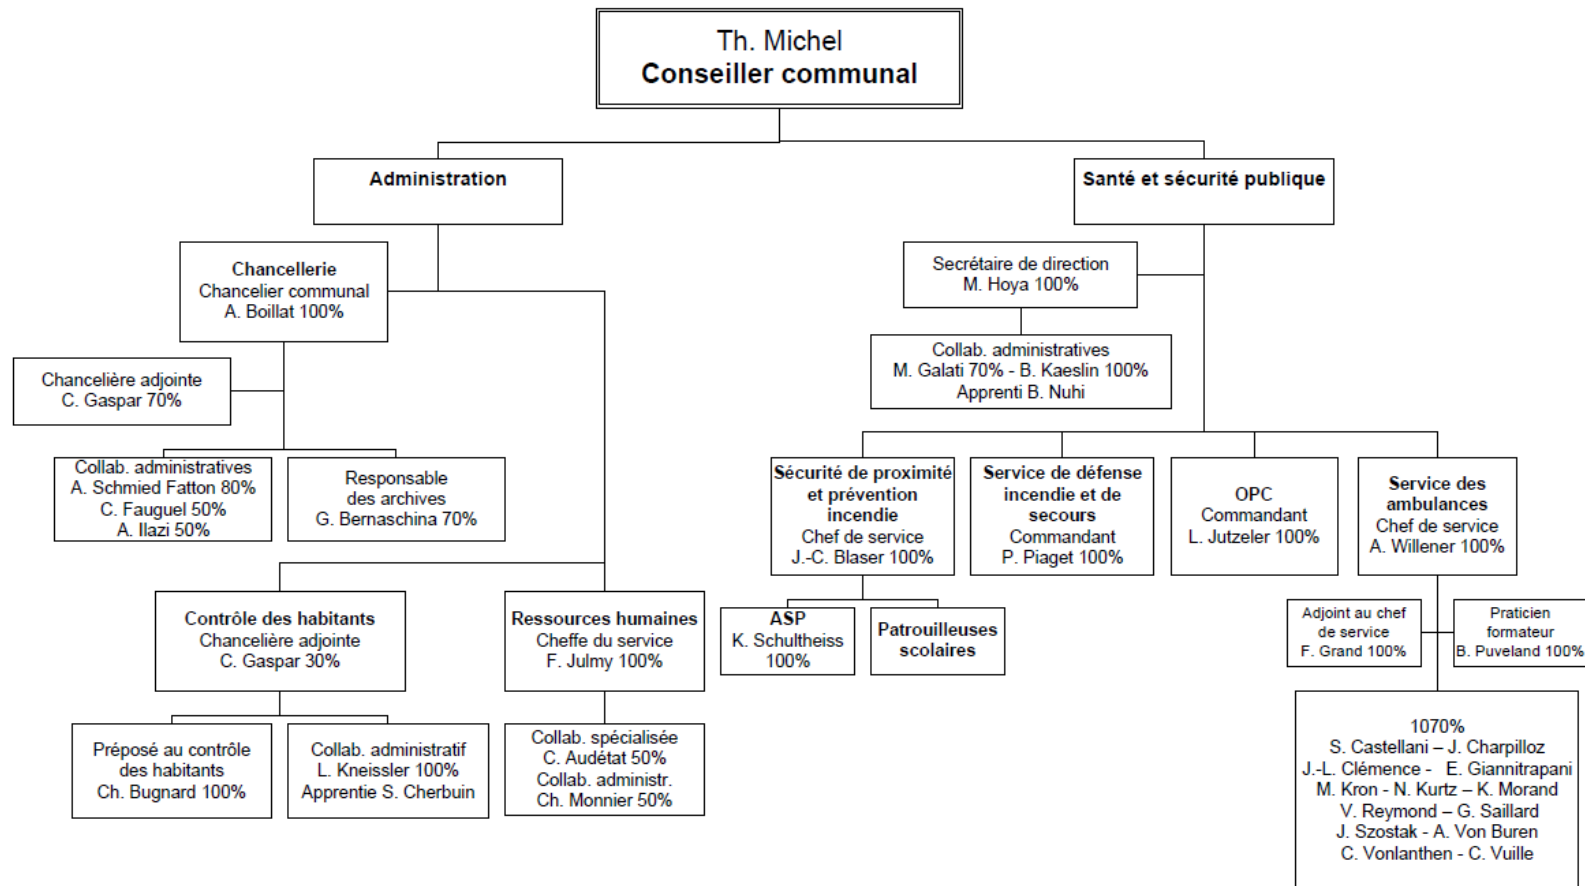 Th. Michel
Conseiller communal
Administration
Santé et sécurité publique
Chancellerie
Chancelier communal
A. Boillat 100%
Secrétaire de direction
M. Hoya 100%
Collab. administratives
M. Galati 70% - B. Kaeslin 100%
Apprenti B. Nuhi
Chancelière adjointe
C. Gaspar 70%
Collab. administratives
A. Schmied Fatton 80%
C. Fauguel 50%
A. Ilazi 50%
Responsable
des archives
G. Bernaschina 70%
Sécurité de proximité
et prévention
incendie
Chef de service
J.-C. Blaser 100%
Service de défense
incendie et de
secours
Commandant
P. Piaget 100%
OPC
Commandant
L. Jutzeler 100%
Service des
ambulances
Chef de service
A. Willener 100%
Contrôle des habitants
Chancelière adjointe
C. Gaspar 30%
Ressources humaines
Cheffe du service
F. Julmy 100%
ASP
K. Schultheiss
100%
Patrouilleuses
scolaires
Adjoint au chef
de service
F. Grand 100%
Praticien
formateur
B. Puveland 100%
Préposé au contrôle
des habitants
Ch. Bugnard 100%
Collab. administratif
L. Kneissler 100%
Apprentie S. Cherbuin
Collab. spécialisée
C. Audétat 50%
Collab. administr.
Ch. Monnier 50%
1070%
S. Castellani – J. Charpilloz
J.-L. Clémence - E. Giannitrapani
M. Kron - N. Kurtz – K. Morand
V. Reymond – G. Saillard
J. Szostak - A. Von Buren
C. Vonlanthen - C. Vuille